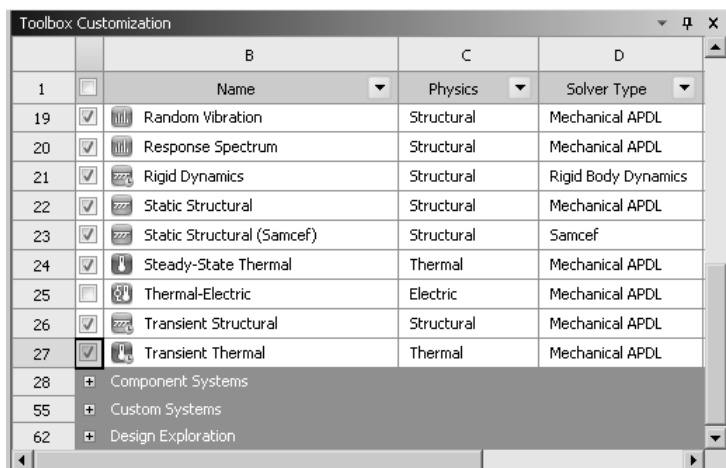 Toolbox Customization
B C D
1 Name Physics Solver Type
19 Random Vibration Structural Mechanical APDL
20 Response Spectrum Structural Mechanical APDL
21 Rigid Dynamics Structural Rigid Body Dynamics
22 Static Structural Structural Mechanical APDL
23 Static Structural (Samcef) Structural Samcef
24 Steady-State Thermal Thermal Mechanical APDL
25 Thermal-Electric Electric Mechanical APDL
26 Transient Structural Structural Mechanical APDL
27 Transient Thermal Thermal Mechanical APDL
28 Component Systems
55 Custom Systems
62 Design Exploration